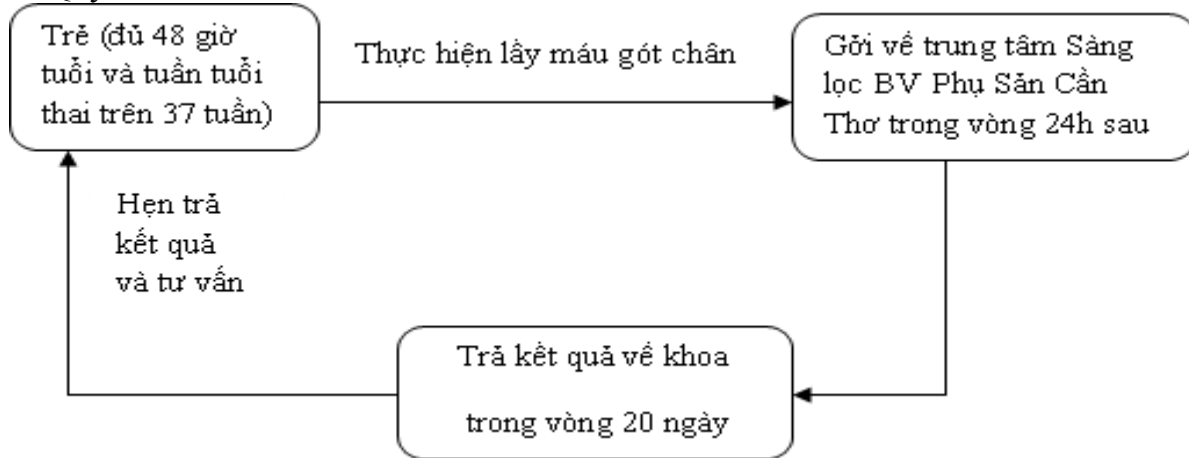 Trẻ (đủ 48 giờ
tuổi và tuần tuổi
thai trên 37 tuần)
Thực hiện lấy máu gót chân
Gởi về trung tâm Sàng
lọc BV Phụ Sản Cần
Thơ trong vòng 24h sau
Hẹn trả
kết quả
và tư vấn
Trả kết quả về khoa
trong vòng 20 ngày